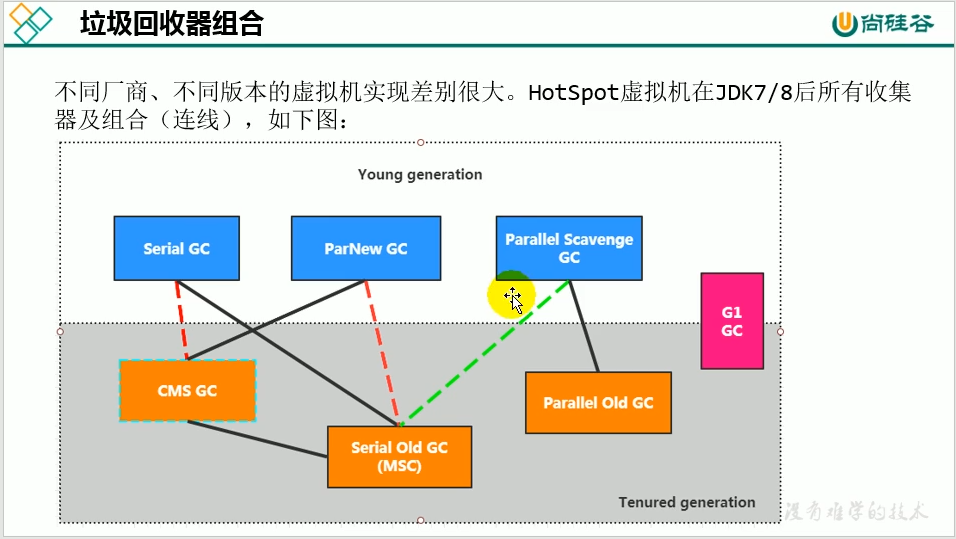 垃圾回收器组合
尚硅谷
不同厂商、不同版本的虚拟机实现差别很大。HotSpot虚拟机在JDK7/8后所有收集
器及组合（连线），如下图：
Young generation
Serial GC
ParNew GC
Parallel Scavenge
GC
G1
GC
CMS GC
Parallel Old GC
Serial Old GC
(MSC)
Tenured generation
没有难学的技术